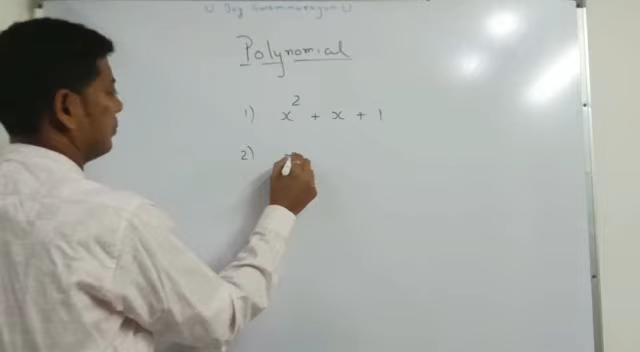 Polynomial
1) x² + x + 1
2)